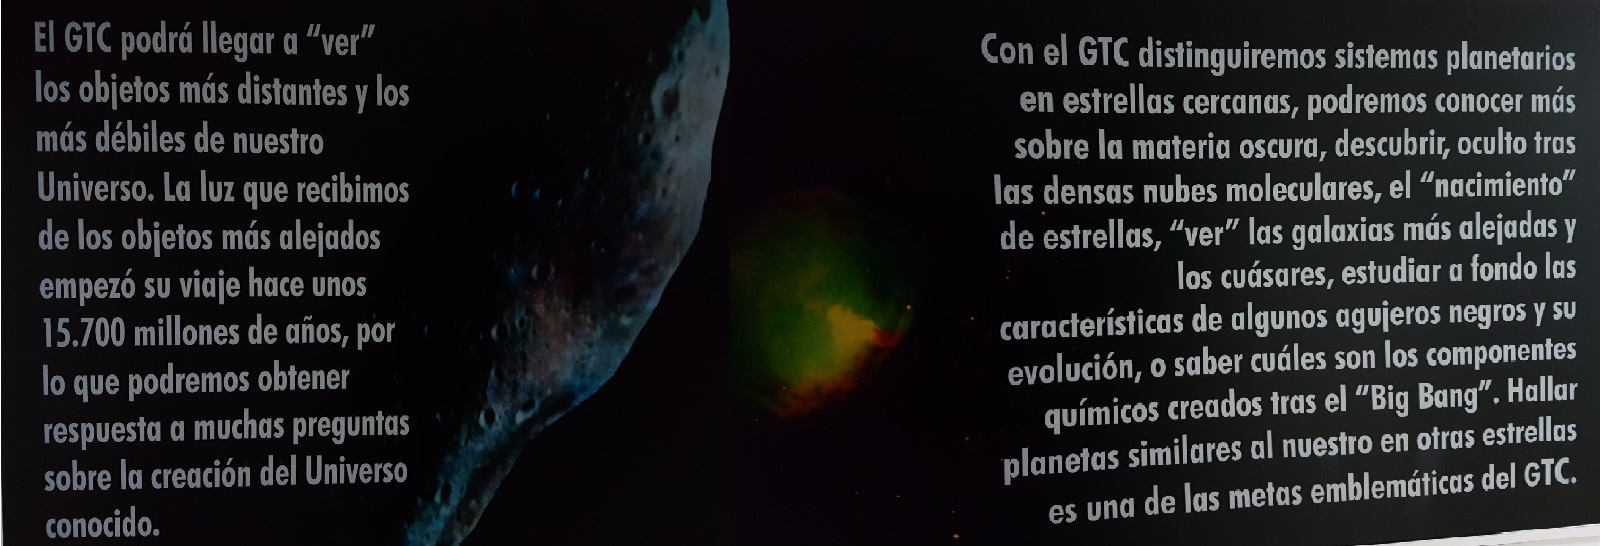 El GTC podrá llegar a “ver”
los objetos más distantes y los
más débiles de nuestro
Universo. La luz que recibimos
de los objetos más alejados
empezó su viaje hace unos
15.700 millones de años, por
lo que podremos obtener
respuesta a muchas preguntas
sobre la creación del Universo
conocido.
Con el GTC distinguiremos sistemas planetarios
en estrellas cercanas, podremos conocer más
sobre la materia oscura, descubrir, oculto tras
las densas nubes moleculares, el “nacimiento”
de estrellas, “ver” las galaxias más alejadas y
los cuásares, estudiar a fondo las
características de algunos agujeros negros y su
evolución, o saber cuáles son los componentes
químicos creados tras el “Big Bang”. Hallar
planetas similares al nuestro en otras estrellas
es una de las metas emblemáticas del GTC.